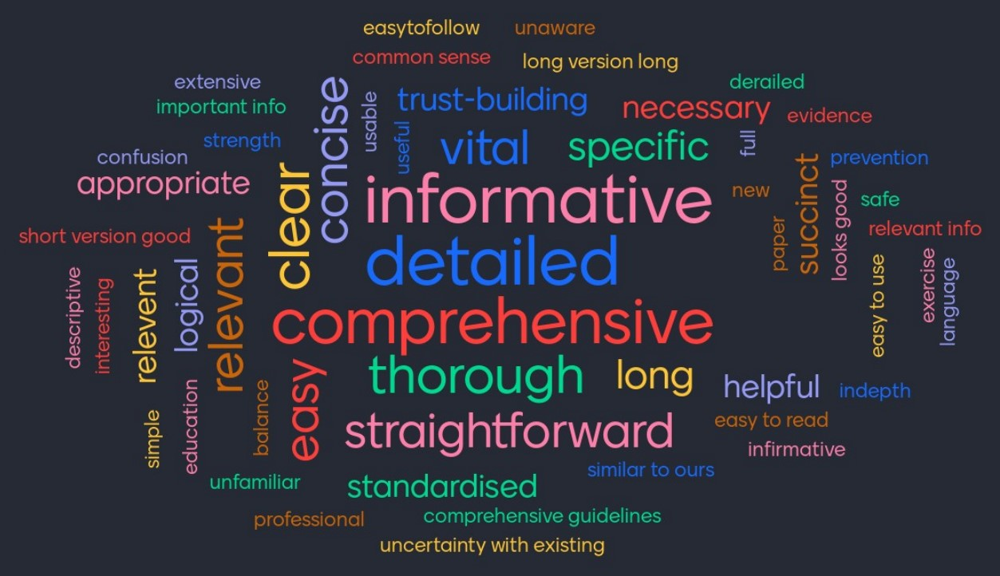 easytofollow
unaware
common sense
long version long
extensive
derailed
important info
concise
usable
trust-building
necessary
evidence
strength
useful
vital
specific
full
confusion
prevention
appropriate
clear
informative
new
succinct
looks good
safe
short version good
relevant
detailed
paper
relevant info
descriptive
interesting
relevent
logical
comprehensive
easy to use
exercise
language
simple
education
balance
easy
thorough
long
helpful
indepth
straightforward
easy to read
infirmative
unfamiliar
standardised
similar to ours
professional
comprehensive guidelines
uncertainty with existing